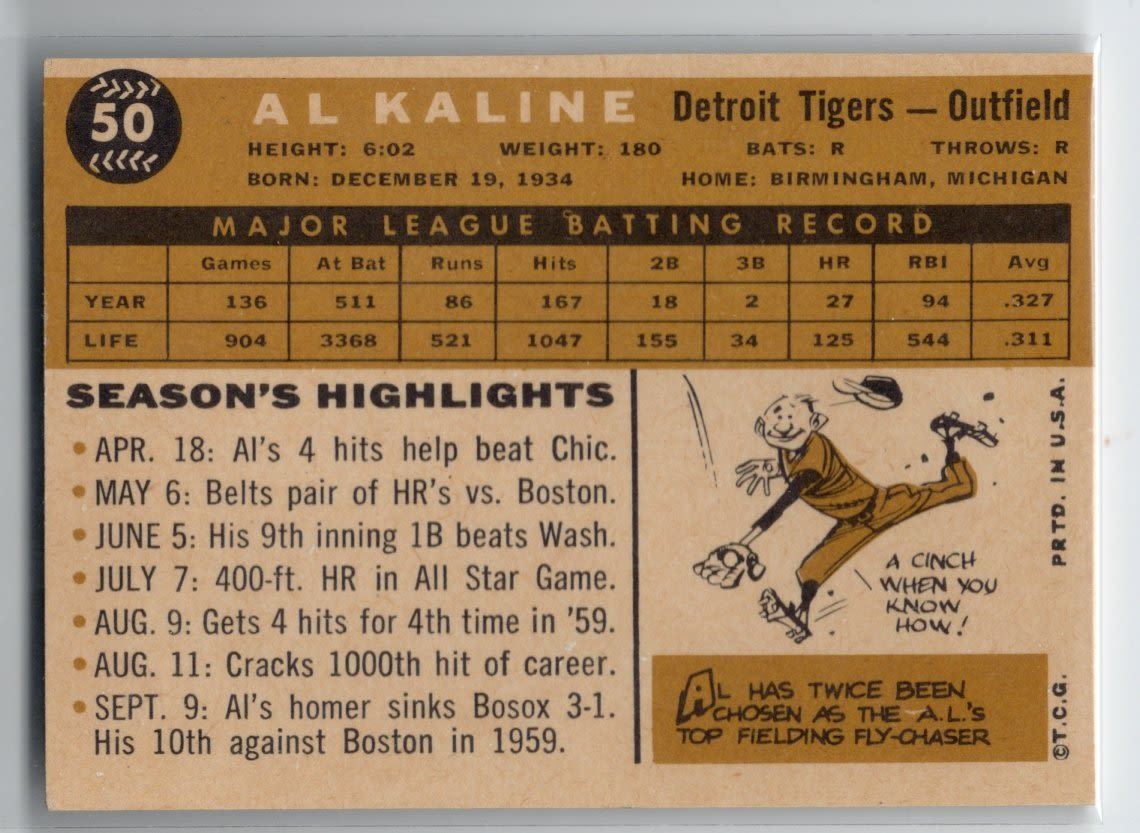 50
AL KALINE Detroit Tigers — Outfield
HEIGHT: 6:02 WEIGHT: 180 BATS: R THROWS: R
BORN: DECEMBER 19, 1934 HOME: BIRMINGHAM, MICHIGAN
MAJOR LEAGUE BATTING RECORD
Games At Bat Runs Hits 2B 3B HR RBI Avg
YEAR 136 511 86 167 18 2 27 94 .327
LIFE 904 3368 521 1047 155 34 125 544 .311
SEASON'S HIGHLIGHTS
• APR. 18: Al's 4 hits help beat Chic.
• MAY 6: Belts pair of HR's vs. Boston.
• JUNE 5: His 9th inning 1B beats Wash.
• JULY 7: 400-ft. HR in All Star Game.
• AUG. 9: Gets 4 hits for 4th time in '59.
• AUG. 11: Cracks 1000th hit of career.
• SEPT. 9: Al's homer sinks Bosox 3-1.
His 10th against Boston in 1959.
A CINCH
WHEN YOU
KNOW
HOW!
AL HAS TWICE BEEN
CHOSEN AS THE A.L.'S
TOP FIELDING FLY-CHASER
©T.C.G. PRTD. IN U.S.A.